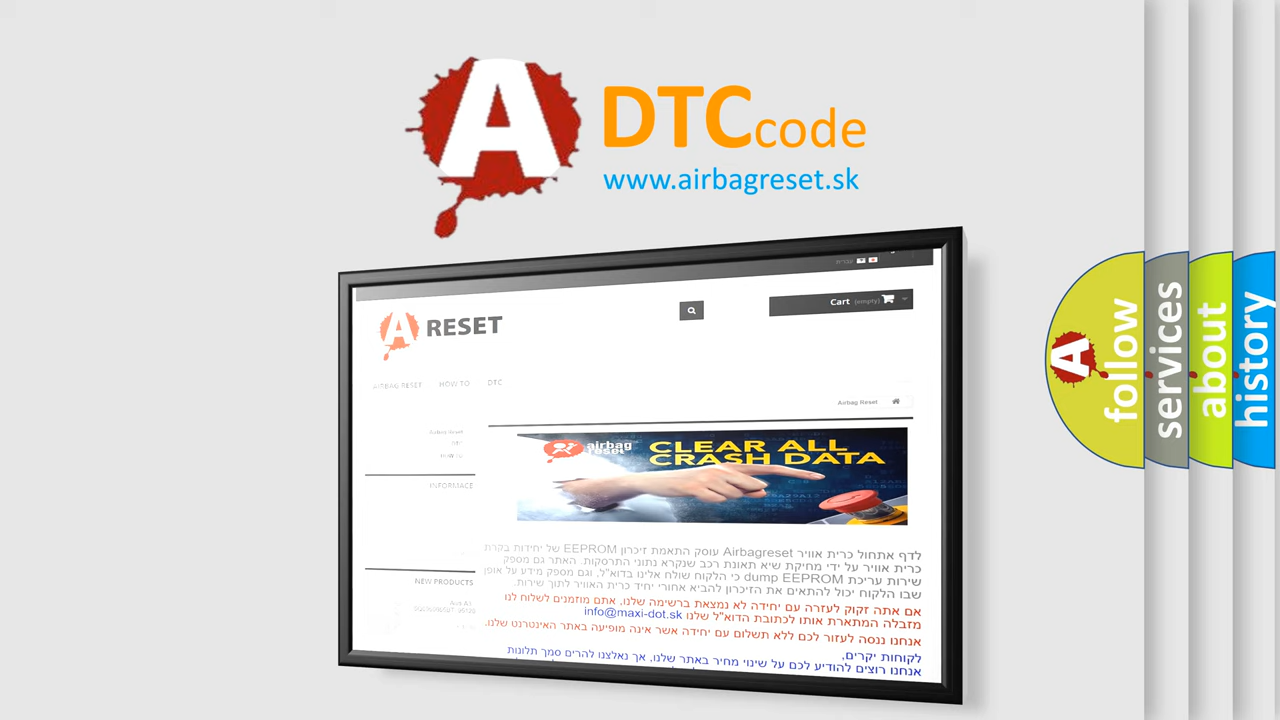 A
DTC code
www.airbagreset.sk
עברית
Cart (empty)
A RESET
AIRBAG RESET HOW TO DTC
Airbag Reset
Airbag Reset
HOW TO
INFORMACE
airbag
reset
CLEAR ALL
CRASH DATA
לדף אתחול כרית אוויר Airbagreset עוסק התאמת זיכרון EEPROM של יחידות בקרת
כרית אוויר על ידי מחיקת שיא תאונת רכב שנקרא נתוני התרסקות. האתר גם מספק
שירות עריכת dump EEPROM כי הלקוח שולח אלינו בדוא"ל, וגם מספק מידע על אופן
שבו הלקוח יכול להתאים את הזיכרון להביא אחורי יחיד כרית האוויר לתוך שירות.
NEW PRODUCTS
אם אתה זקוק לעזרה עם יחידה לא נמצאת ברשימה שלנו, אתם מוזמנים לשלוח לנו
מזבלה המתארת אותו לכתובת הדוא"ל שלנו info@maxi-dot.sk
אנחנו ננסה לעזור לכם ללא תשלום עם יחידה אשר אינה מופיעה באתר האינטרנט שלנו.
לקוחות יקרים,
אנחנו רוצים להודיע לכם על שינוי מחיר באתר שלנו, אך נאלצנו להרים סמך תלונות
A
follow
services
about
history